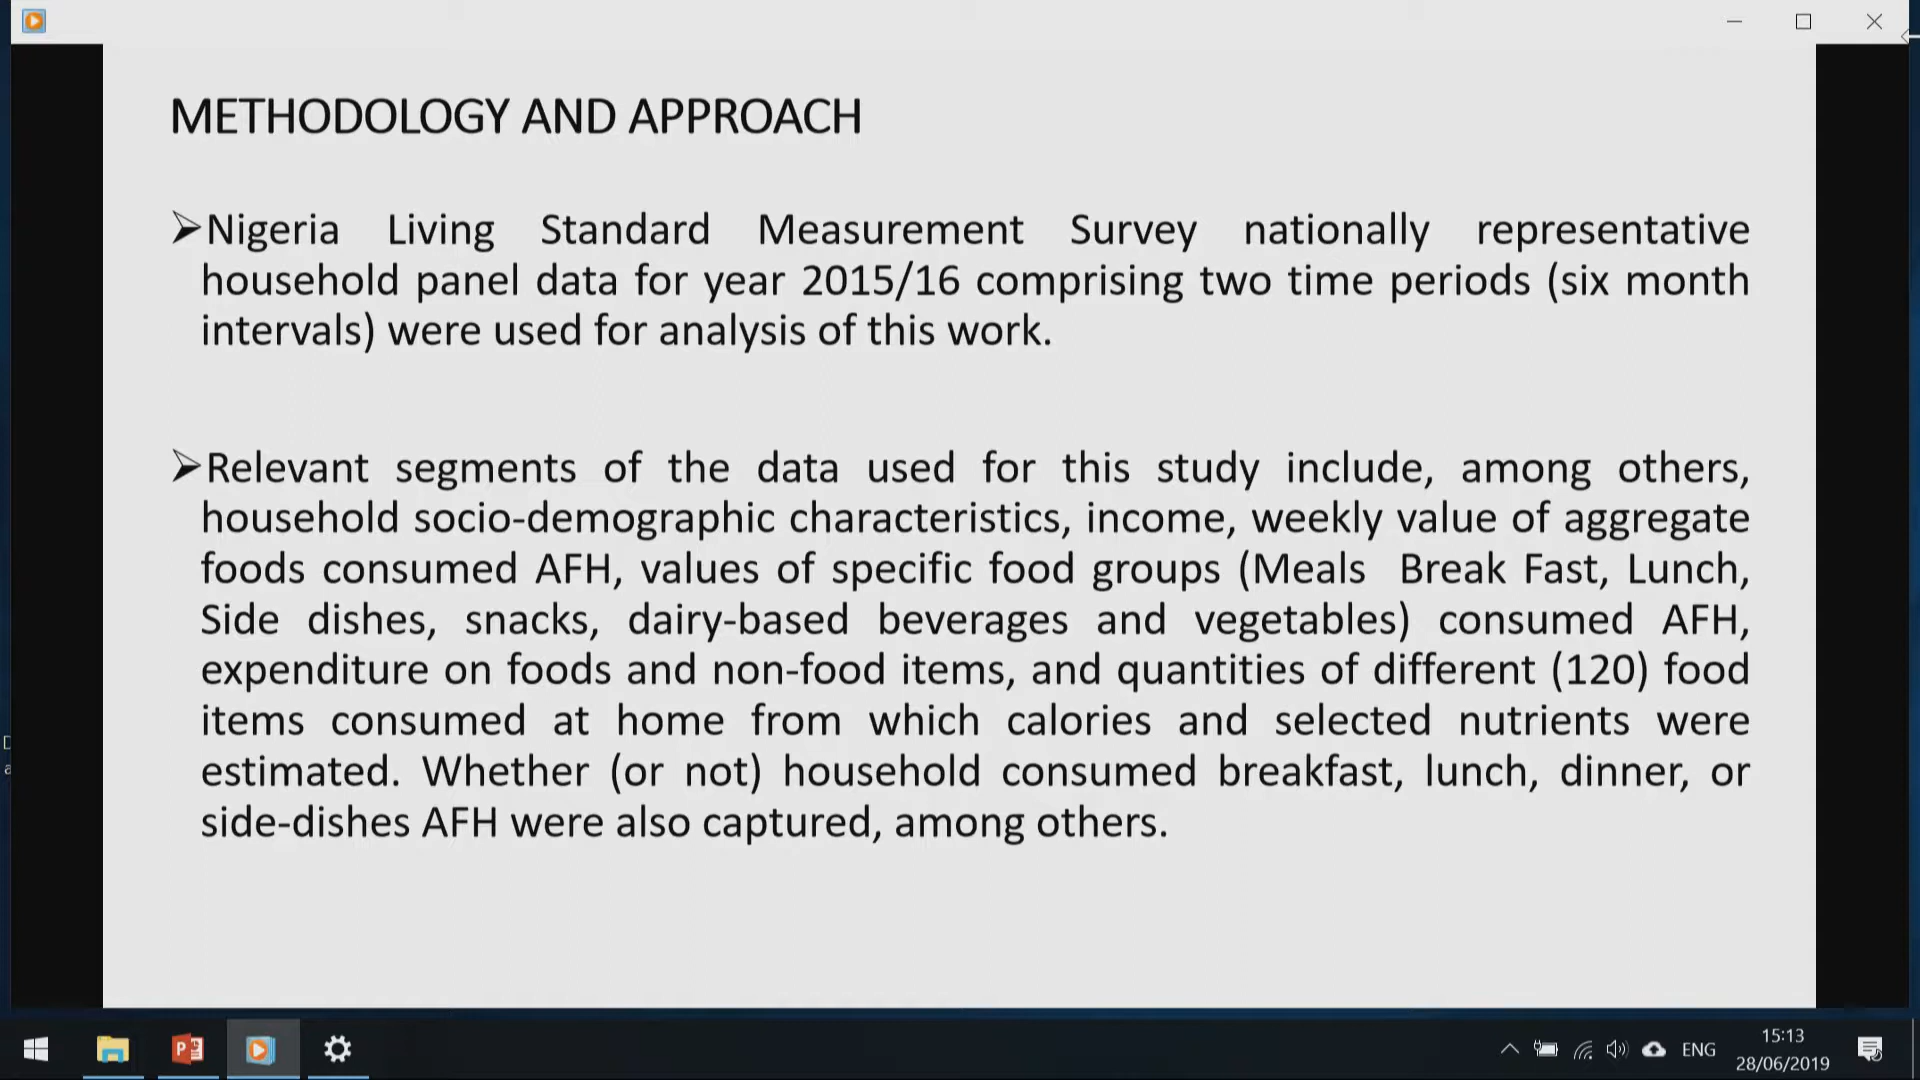 METHODOLOGY AND APPROACH
➢Nigeria Living Standard Measurement Survey nationally representative
household panel data for year 2015/16 comprising two time periods (six month
intervals) were used for analysis of this work.
➢Relevant segments of the data used for this study include, among others,
household socio-demographic characteristics, income, weekly value of aggregate
foods consumed AFH, values of specific food groups (Meals Break Fast, Lunch,
Side dishes, snacks, dairy-based beverages and vegetables) consumed AFH,
expenditure on foods and non-food items, and quantities of different (120) food
items consumed at home from which calories and selected nutrients were
estimated. Whether (or not) household consumed breakfast, lunch, dinner, or
side-dishes AFH were also captured, among others.
ENG
15:13
28/06/2019